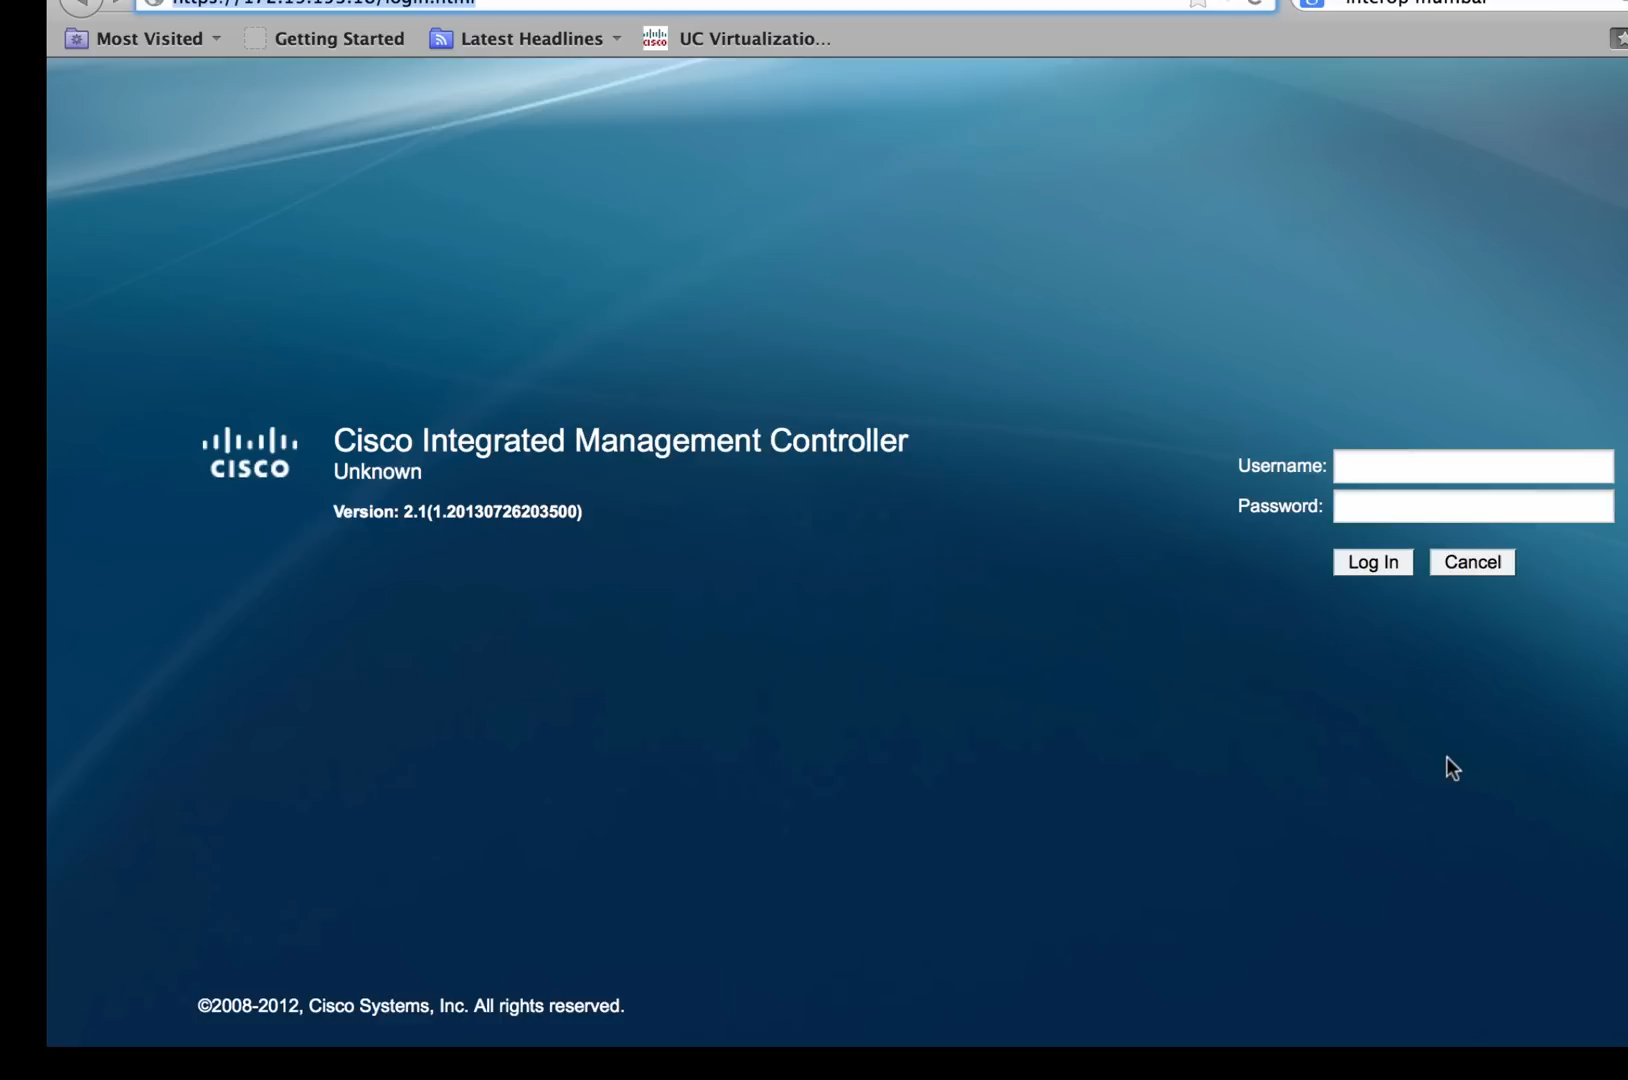 Most Visited
Getting Started
Latest Headlines
UC Virtualizatio...
CISCO
Cisco Integrated Management Controller
Unknown
Version: 2.1(1.20130726203500)
Username:
Password:
Log In
Cancel
©2008-2012, Cisco Systems, Inc. All rights reserved.